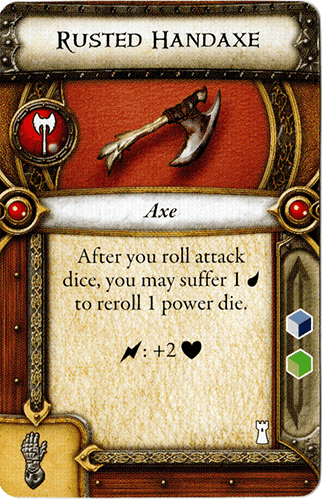 RUSTED HANDAXE
Axe
After you roll attack
dice, you may suffer 1
to reroll 1 power die.
: +2